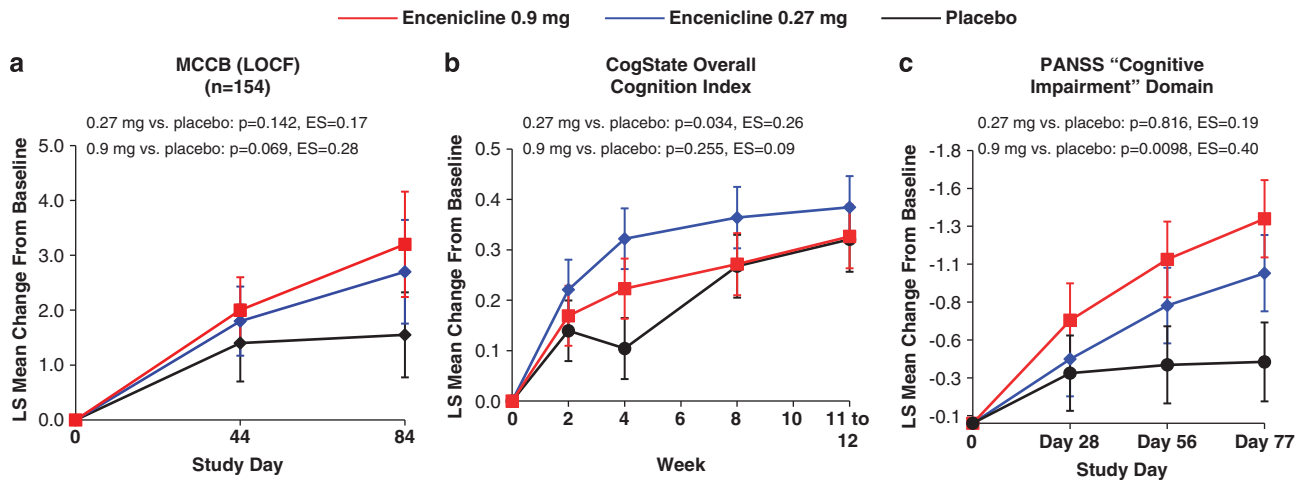 Encenicline 0.9 mg Encenicline 0.27 mg Placebo
a
MCCB (LOCF)
(n=154)
0.27 mg vs. placebo: p=0.142, ES=0.17
0.9 mg vs. placebo: p=0.069, ES=0.28
LS Mean Change From Baseline
5.0
4.0
3.0
2.0
1.0
0.0
0 44 84
Study Day
b
CogState Overall
Cognition Index
0.27 mg vs. placebo: p=0.034, ES=0.26
0.9 mg vs. placebo: p=0.255, ES=0.09
LS Mean Change From Baseline
0.5
0.4
0.3
0.2
0.1
0.0
0 2 4 6 8 10 11 to
12
Week
c
PANSS “Cognitive
Impairment” Domain
0.27 mg vs. placebo: p=0.816, ES=0.19
0.9 mg vs. placebo: p=0.0098, ES=0.40
LS Mean Change From Baseline
-1.8
-1.6
-1.3
-1.1
-0.8
-0.6
-0.3
-0.1
0 Day 28 Day 56 Day 77
Study Day